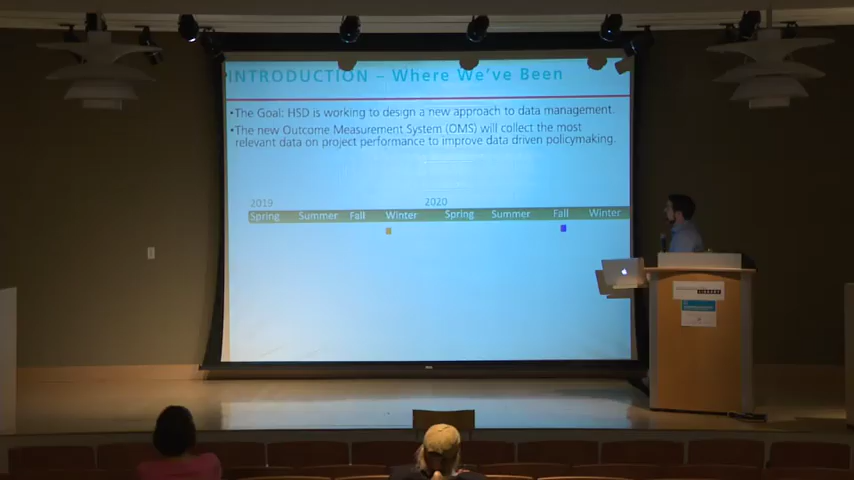 INTRODUCTION – Where We've Been
•The Goal: HSD is working to design a new approach to data management.
•The new Outcome Measurement System (OMS) will collect the most
relevant data on project performance to improve data driven policymaking.
2019 2020
Spring Summer Fall Winter Spring Summer Fall Winter
LIBRARY